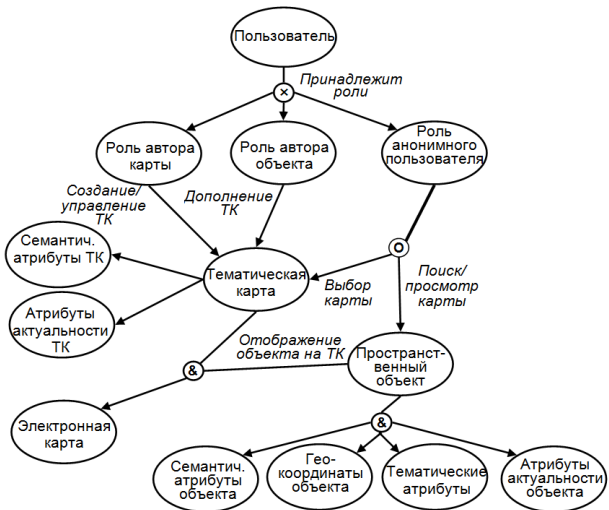 Пользователь
×
Принадлежит
роли
Роль автора
карты
Роль автора
объекта
Роль
анонимного
пользователя
Создание/
управление
ТК
Дополнение
ТК
Семантич.
атрибуты ТК
Тематическая
карта
О
Выбор
карты
Поиск/
просмотр
карты
Атрибуты
актуальности
ТК
Отображение
объекта на ТК
Пространст-
венный
объект
&
Электронная
карта
&
Семантич.
атрибуты
объекта
Гео-
координаты
объекта
Тематические
атрибуты
Атрибуты
актуальности
объекта